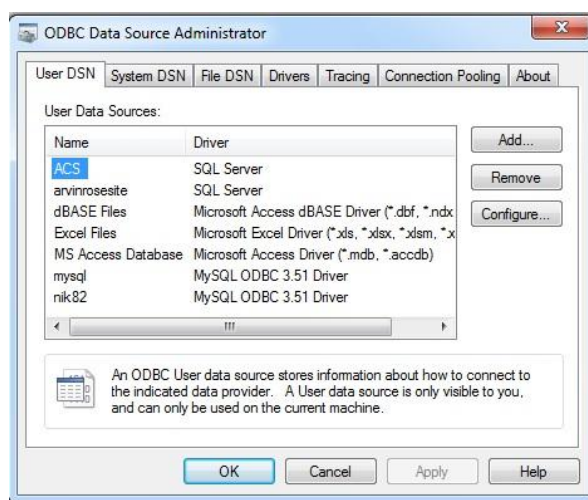 ODBC Data Source Administrator
User DSN System DSN File DSN Drivers Tracing Connection Pooling About
User Data Sources:
Name Driver
ACS SQL Server
arvinrosesite SQL Server
dBASE Files Microsoft Access dBASE Driver (*.dbf, *.ndx
Excel Files Microsoft Excel Driver (*.xls, *.xlsx, *.xlsm, *.x
MS Access Database Microsoft Access Driver (*.mdb, *.accdb)
mysql MySQL ODBC 3.51 Driver
nik82 MySQL ODBC 3.51 Driver
Add...
Remove
Configure...
An ODBC User data source stores information about how to connect to
the indicated data provider. A User data source is only visible to you,
and can only be used on the current machine.
OK Cancel Apply Help